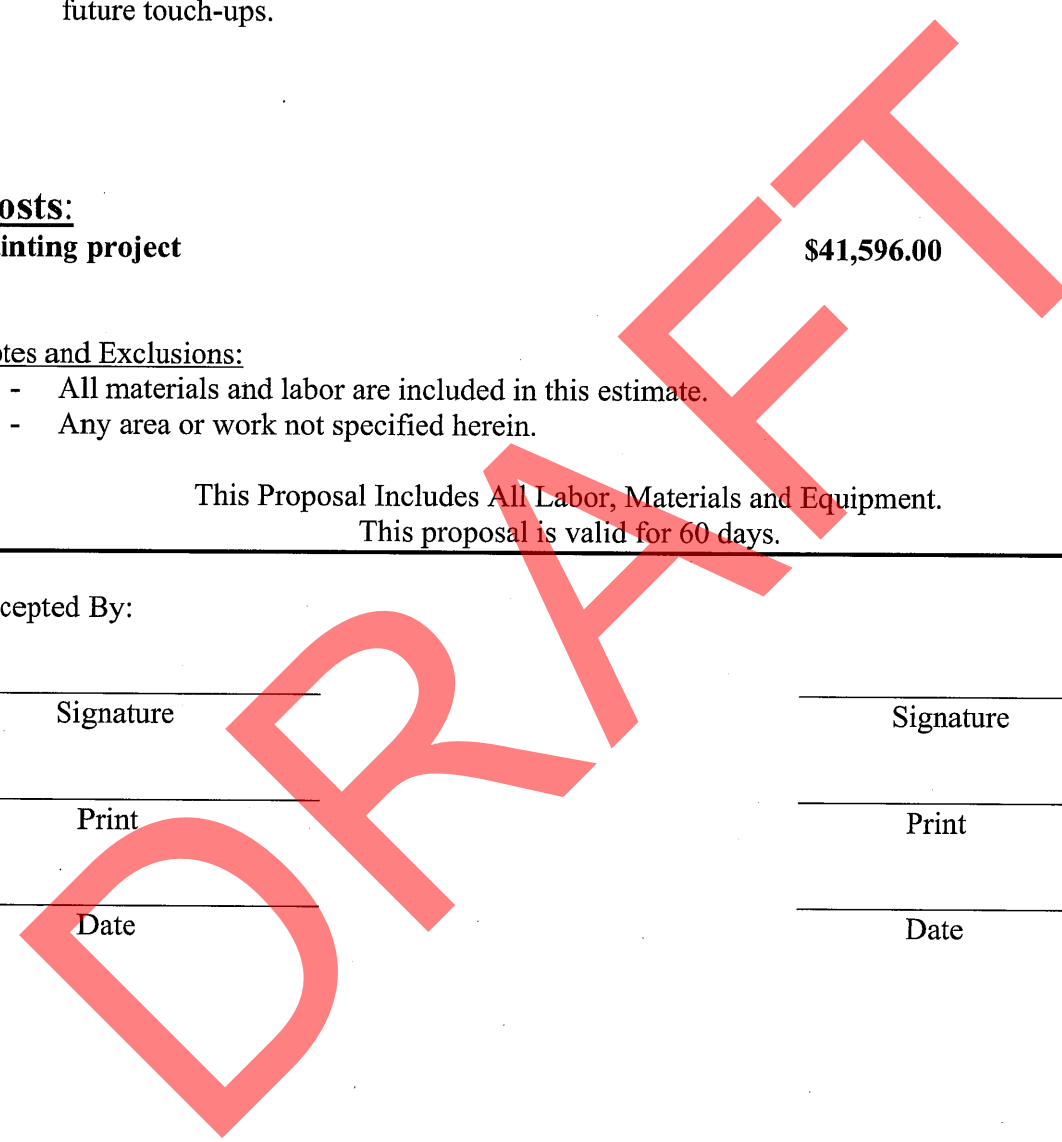 future touch-ups.
osts:
inting project $41,596.00
otes and Exclusions:
- All materials and labor are included in this estimate.
- Any area or work not specified herein.
This Proposal Includes All Labor, Materials and Equipment.
This proposal is valid for 60 days.
cepted By:
Signature Signature
Print Print
Date Date
DRAFT